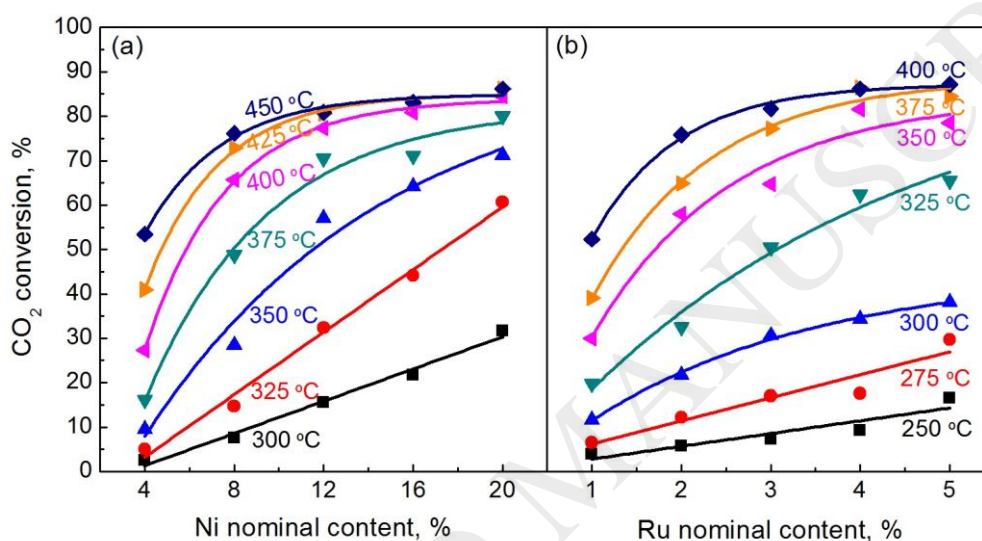 (a)
(b)
CO2 conversion, %
100
90
80
70
60
50
40
30
20
10
0
450 °C
425 °C
400 °C
375 °C
350 °C
325 °C
300 °C
400 °C
375 °C
350 °C
325 °C
300 °C
275 °C
250 °C
4 8 12 16 20
1 2 3 4 5
Ni nominal content, %
Ru nominal content, %